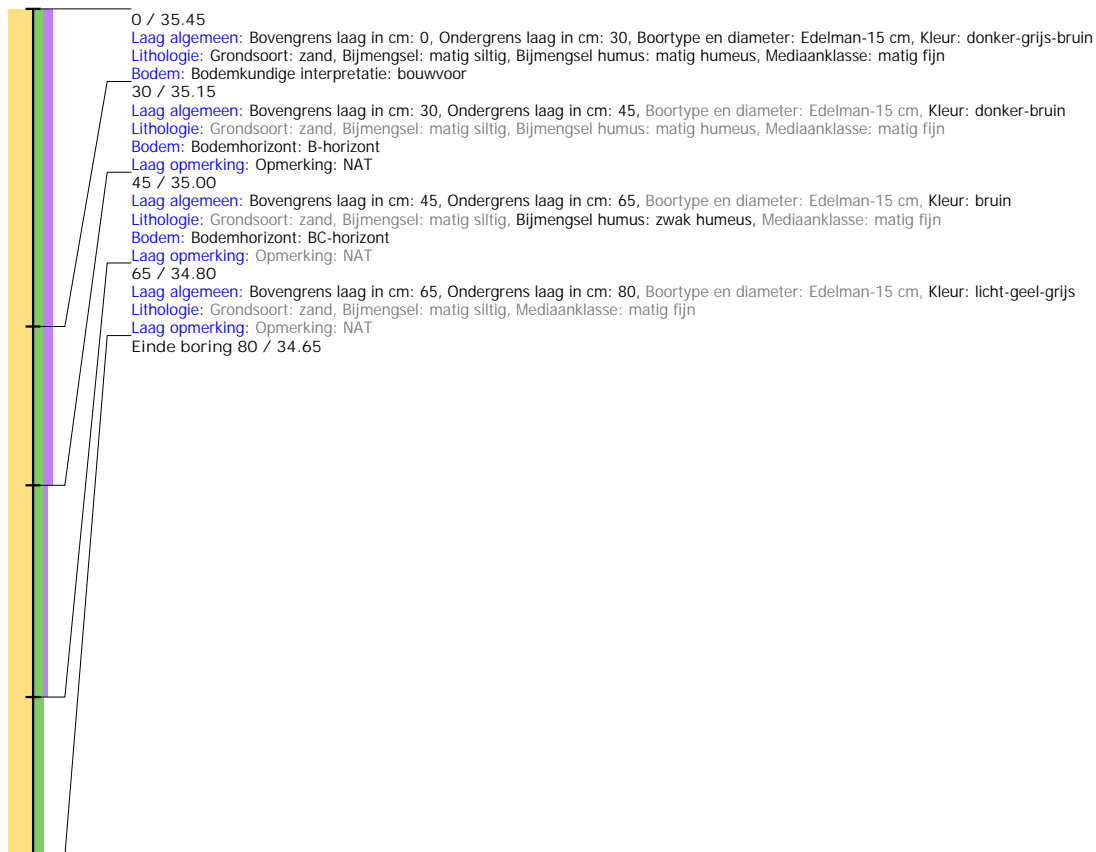 0 / 35.45
Laag algemeen: Bovengrens laag in cm: 0, Ondergrens laag in cm: 30, Boortype en diameter: Edelman-15 cm, Kleur: donker-grijs-bruin
Lithologie: Grondsoort: zand, Bijmengsel: matig siltig, Bijmengsel humus: matig humeus, Mediaanklasse: matig fijn
Bodem: Bodemkundige interpretatie: bouwvoor
30 / 35.15
Laag algemeen: Bovengrens laag in cm: 30, Ondergrens laag in cm: 45, Boortype en diameter: Edelman-15 cm, Kleur: donker-bruin
Lithologie: Grondsoort: zand, Bijmengsel: matig siltig, Bijmengsel humus: matig humeus, Mediaanklasse: matig fijn
Bodem: Bodemhorizont: B-horizont
Laag opmerking: Opmerking: NAT
45 / 35.00
Laag algemeen: Bovengrens laag in cm: 45, Ondergrens laag in cm: 65, Boortype en diameter: Edelman-15 cm, Kleur: bruin
Lithologie: Grondsoort: zand, Bijmengsel: matig siltig, Bijmengsel humus: zwak humeus, Mediaanklasse: matig fijn
Bodem: Bodemhorizont: BC-horizont
Laag opmerking: Opmerking: NAT
65 / 34.80
Laag algemeen: Bovengrens laag in cm: 65, Ondergrens laag in cm: 80, Boortype en diameter: Edelman-15 cm, Kleur: licht-geel-grijs
Lithologie: Grondsoort: zand, Bijmengsel: matig siltig, Mediaanklasse: matig fijn
Laag opmerking: Opmerking: NAT
Einde boring 80 / 34.65